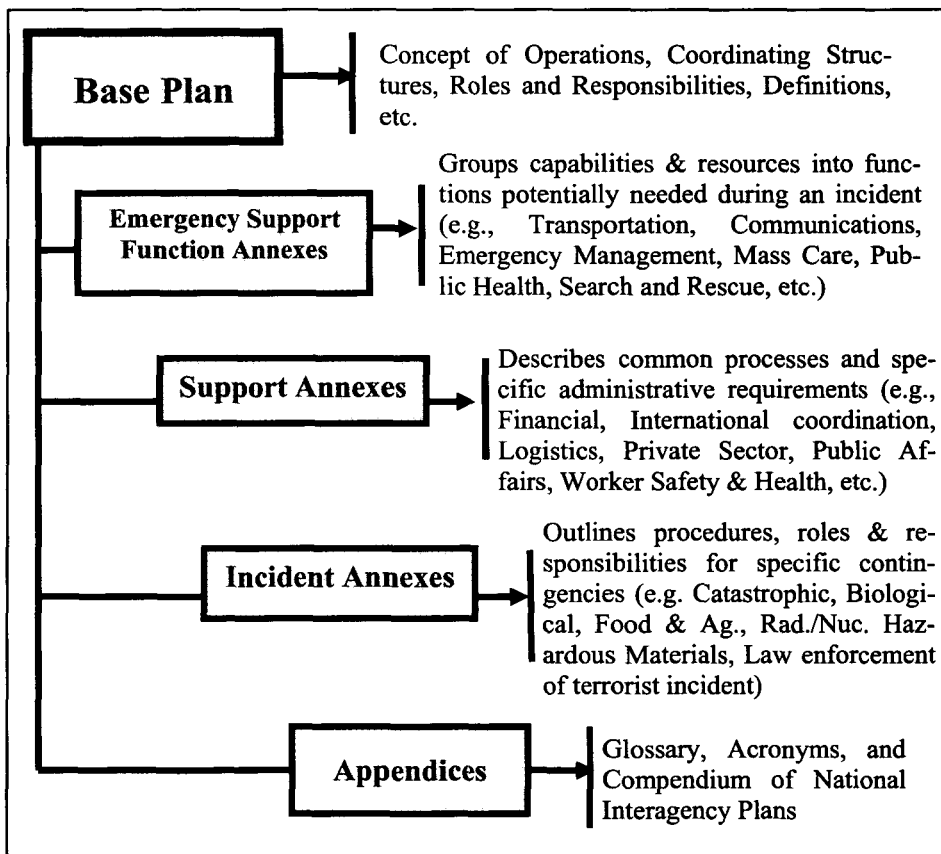 Base Plan
Concept of Operations, Coordinating Struc-
tures, Roles and Responsibilities, Definitions,
etc.
Emergency Support
Function Annexes
Groups capabilities & resources into func-
tions potentially needed during an incident
(e.g., Transportation, Communications,
Emergency Management, Mass Care, Pub-
lic Health, Search and Rescue, etc.)
Support Annexes
Describes common processes and spe-
cific administrative requirements (e.g.,
Financial, International coordination,
Logistics, Private Sector, Public Af-
fairs, Worker Safety & Health, etc.)
Incident Annexes
Outlines procedures, roles & re-
sponsibilities for specific contin-
gencies (e.g. Catastrophic, Biologi-
cal, Food & Ag., Rad./Nuc. Haz-
ardous Materials, Law enforcement
of terrorist incident)
Appendices
Glossary, Acronyms, and
Compendium of National
Interagency Plans